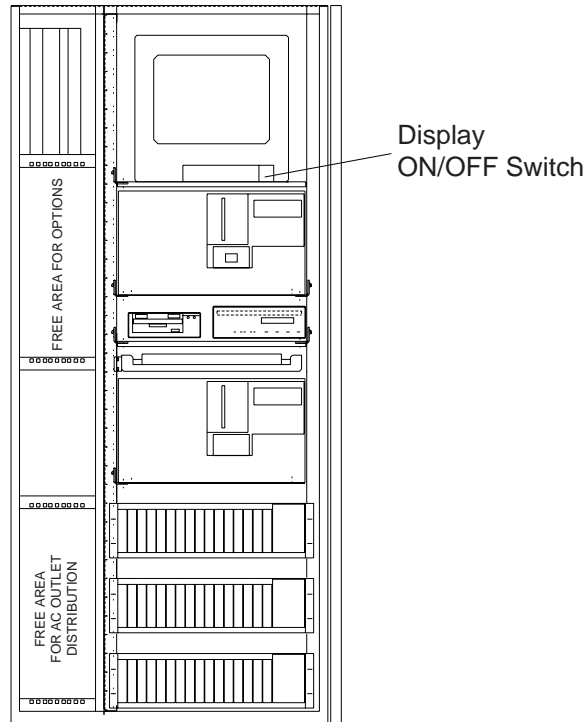 Display
ON/OFF Switch
FREE AREA FOR OPTIONS
FREE AREA
FOR AC OUTLET
DISTRIBUTION